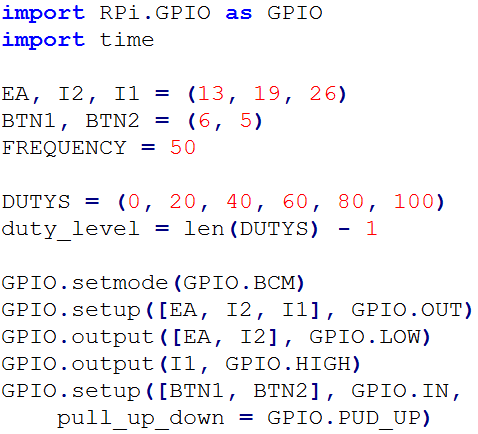 import RPi.GPIO as GPIO
import time

EA, I2, I1 = (13, 19, 26)
BTN1, BTN2 = (6, 5)
FREQUENCY = 50

DUTYS = (0, 20, 40, 60, 80, 100)
duty_level = len(DUTYS) - 1

GPIO.setmode(GPIO.BCM)
GPIO.setup([EA, I2, I1], GPIO.OUT)
GPIO.output([EA, I2], GPIO.LOW)
GPIO.output(I1, GPIO.HIGH)
GPIO.setup([BTN1, BTN2], GPIO.IN,
    pull_up_down = GPIO.PUD_UP)